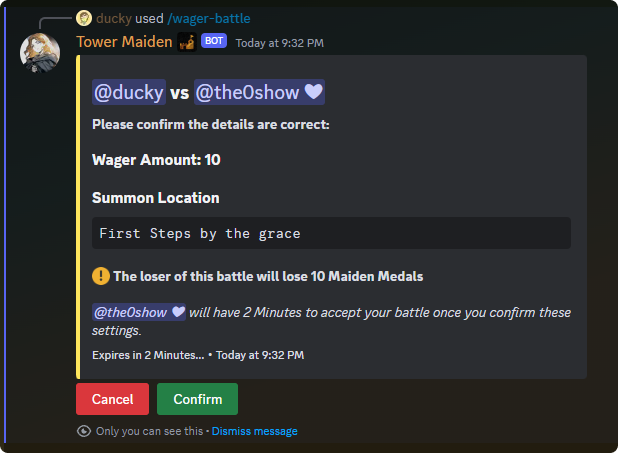 ducky used /wager-battle
Tower Maiden BOT Today at 9:32 PM
@ducky vs @the0show
Please confirm the details are correct:
Wager Amount: 10
Summon Location
First Steps by the grace
The loser of this battle will lose 10 Maiden Medals
@the0show will have 2 Minutes to accept your battle once you confirm these
settings.
Expires in 2 Minutes... • Today at 9:32 PM
Cancel Confirm
Only you can see this • Dismiss message